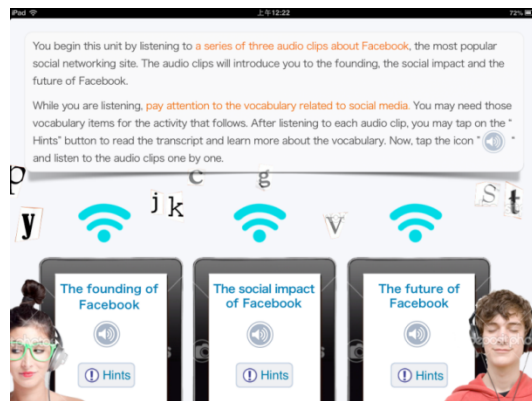 iPad 上午12:22 72%
You begin this unit by listening to a series of three audio clips about Facebook, the most popular
social networking site. The audio clips will introduce you to the founding, the social impact and the
future of Facebook.
While you are listening, pay attention to the vocabulary related to social media. You may need those
vocabulary items for the activity that follows. After listening to each audio clip, you may tap on the "
Hints" button to read the transcript and learn more about the vocabulary. Now, tap the icon " "
and listen to the audio clips one by one.
p c g
y j k v S t
The founding of
Facebook
The social impact
of Facebook
The future of
Facebook
Hints
Hints
Hints